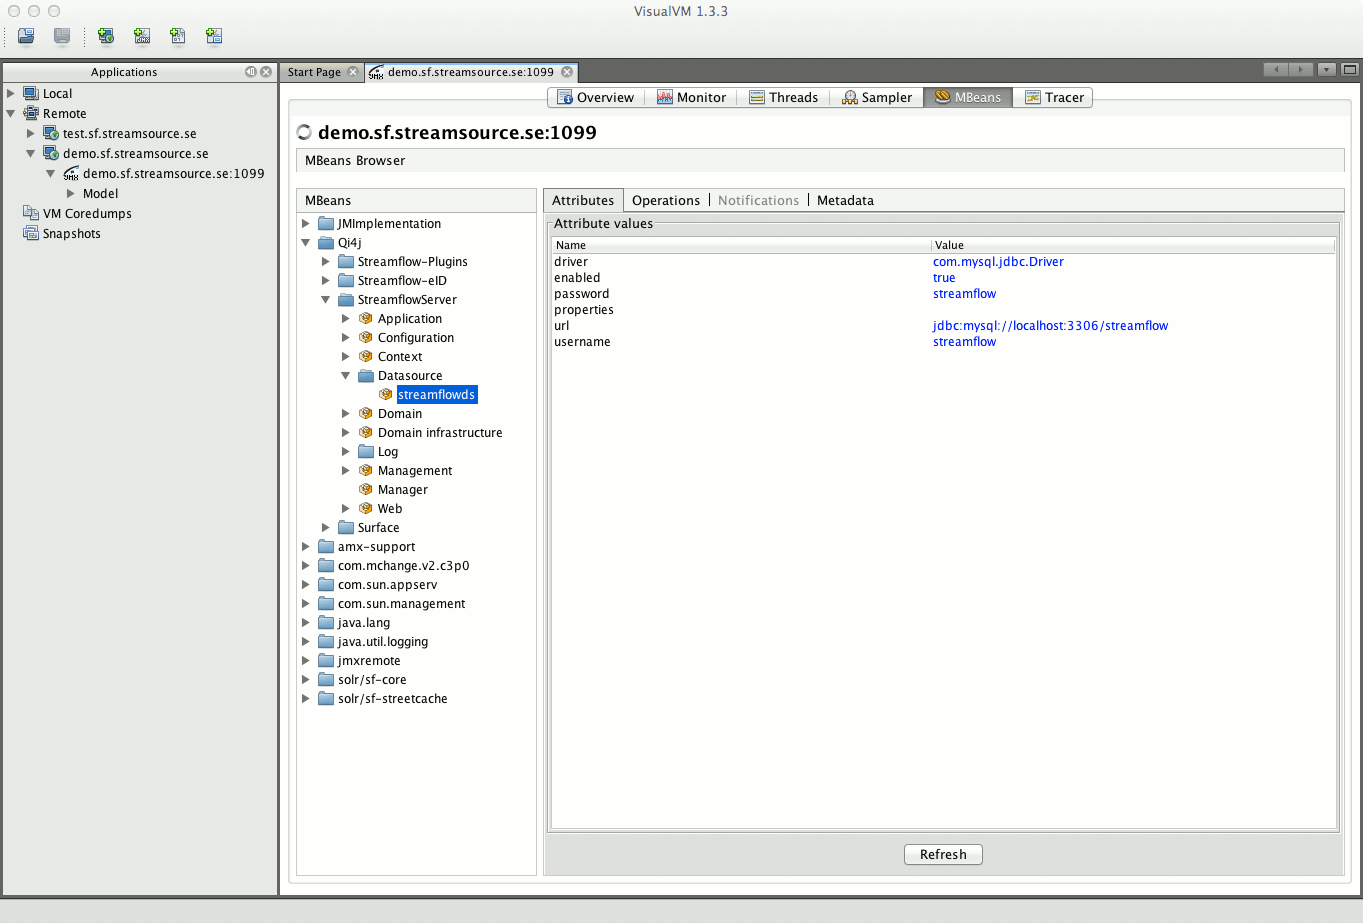 VisualVM 1.3.3
Applications
Start Page
demo.sf.streamsource.se:1099
Local
Remote
test.sf.streamsource.se
demo.sf.streamsource.se
demo.sf.streamsource.se:1099
Model
VM Coredumps
Snapshots
Overview
Monitor
Threads
Sampler
MBeans
Tracer
demo.sf.streamsource.se:1099
MBeans Browser
MBeans
JMImplementation
Qi4j
Streamflow-Plugins
Streamflow-eID
StreamflowServer
Application
Configuration
Context
Datasource
streamflowds
Domain
Domain infrastructure
Log
Management
Manager
Web
Surface
amx-support
com.mchange.v2.c3p0
com.sun.appserv
com.sun.management
java.lang
java.util.logging
jmxremote
solr/sf-core
solr/sf-streetcache
Attributes
Operations
Notifications
Metadata
Attribute values
Name Value
driver com.mysql.jdbc.Driver
enabled true
password streamflow
properties
url jdbc:mysql://localhost:3306/streamflow
username streamflow
Refresh